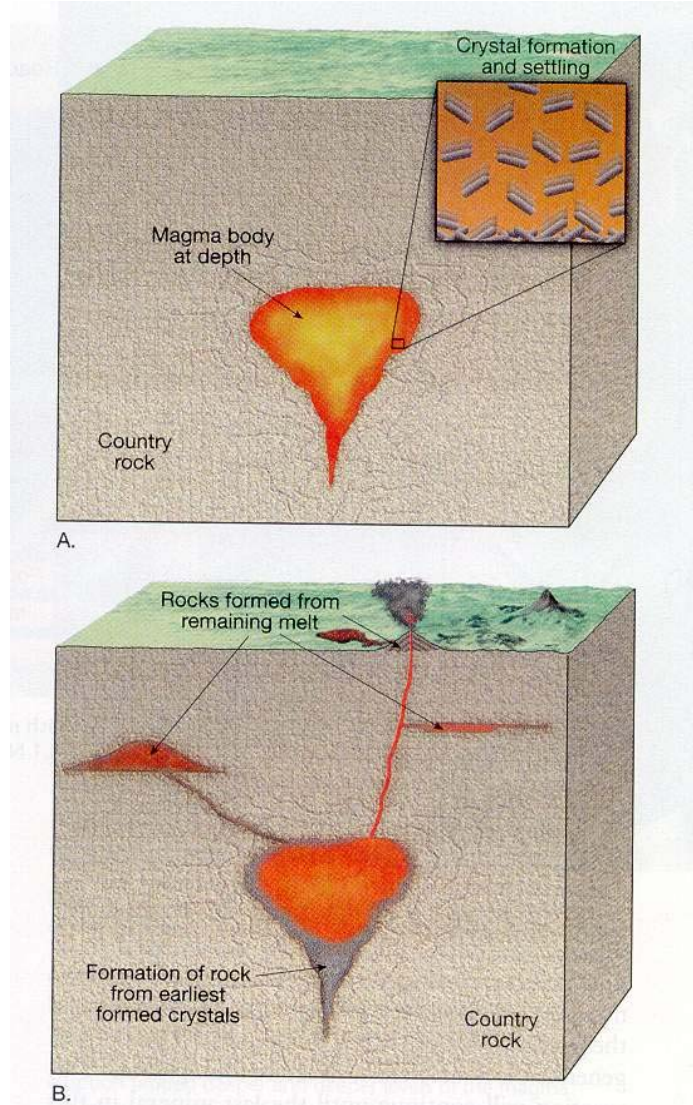 Crystal formation
and settling
Magma body
at depth
Country
rock
A.
Rocks formed from
remaining melt
Formation of rock
from earliest
formed crystals
Country
rock
B.